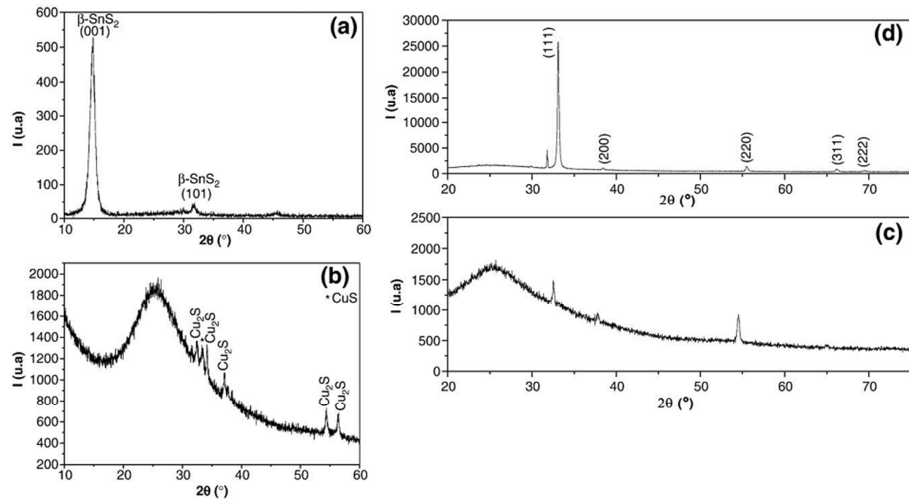 (a)
β-SnS2
(001)
β-SnS2
(101)
I (u.a)
600
500
400
300
200
100
0
10 20 30 40 50 60
2θ (°)
(b)
* CuS
Cu2S
*
Cu2S
Cu2S
Cu2S
Cu2S
I (u.a)
2000
1800
1600
1400
1200
1000
800
600
400
200
10 20 30 40 50 60
2θ (°)
(d)
(111)
(200)
(220)
(311)
(222)
I (u.a)
30000
25000
20000
15000
10000
5000
0
20 30 40 50 60 70
2θ (°)
(c)
I (u.a)
2500
2000
1500
1000
500
0
20 30 40 50 60 70
2θ (°)